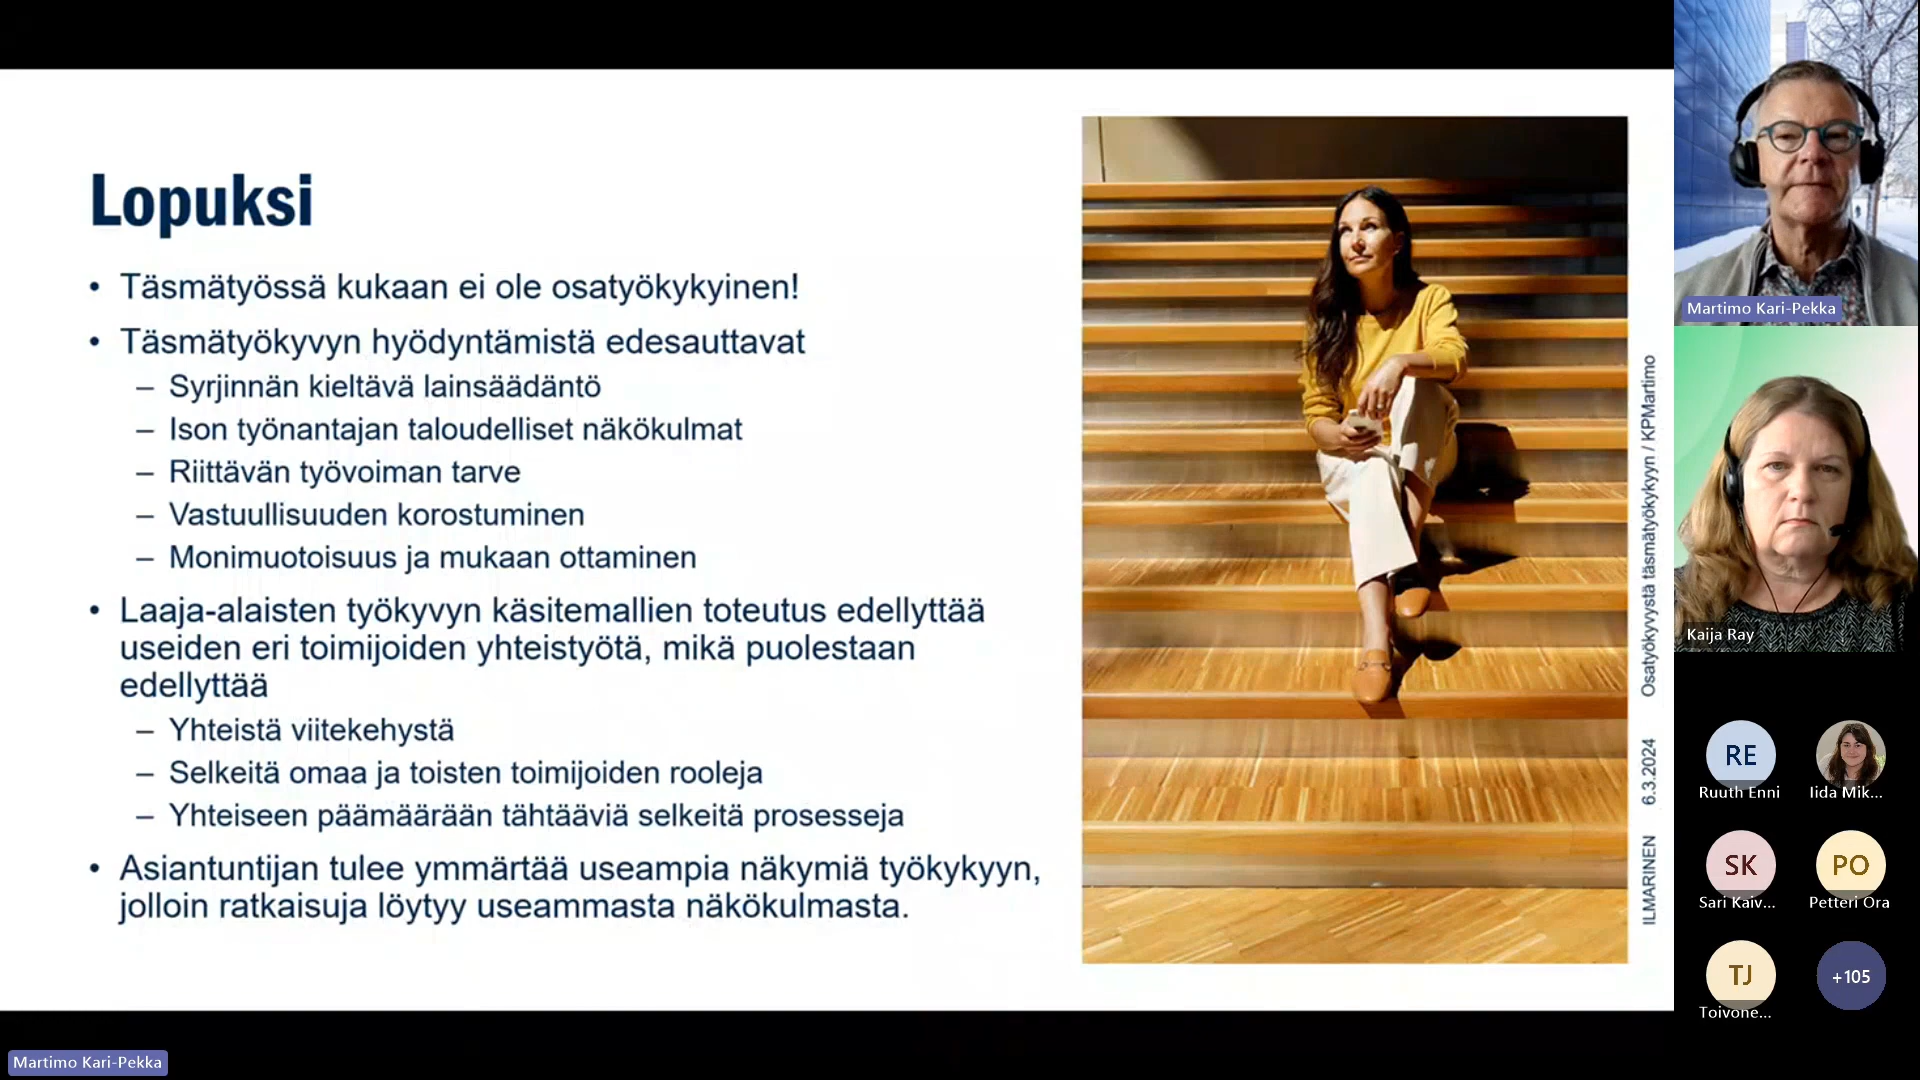 Lopuksi
• Täsmätyössä kukaan ei ole osatyökykyinen!
• Täsmätyökyvyn hyödyntämistä edesauttavat
– Syrjinnän kieltävä lainsäädäntö
– Ison työnantajan taloudelliset näkökulmat
– Riittävän työvoiman tarve
– Vastuullisuuden korostuminen
– Monimuotoisuus ja mukaan ottaminen
• Laaja-alaisten työkyvyn käsitemallien toteutus edellyttää
useiden eri toimijoiden yhteistyötä, mikä puolestaan
edellyttää
– Yhteistä viitekehystä
– Selkeitä omaa ja toisten toimijoiden rooleja
– Yhteiseen päämäärään tähtääviä selkeitä prosesseja
• Asiantuntijan tulee ymmärtää useampia näkymiä työkykyyn,
jolloin ratkaisuja löytyy useammasta näkökulmasta.
ILMARINEN 6.3.2024 Osatyökyvystä täsmätyökykyyn / KPMartimo
Martimo Kari-Pekka
Kaija Ray
RE
Ruuth Enni
Iida Mik...
SK
Sari Kaiv...
PO
Petteri Ora
TJ
Toivone...
+105
Martimo Kari-Pekka